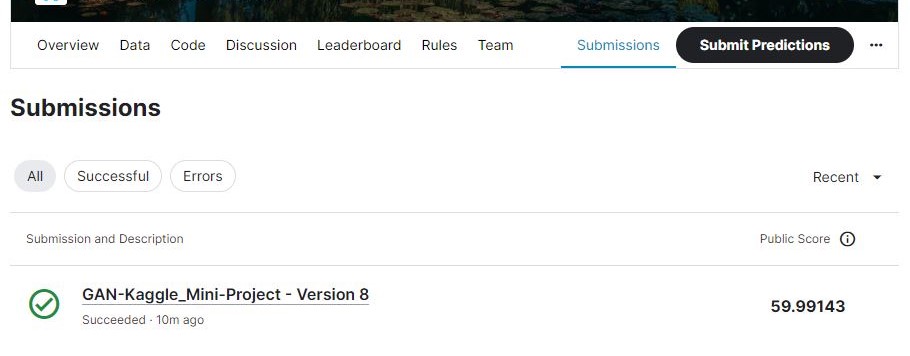 Overview Data Code Discussion Leaderboard Rules Team Submissions Submit Predictions ...
Submissions
All Successful Errors Recent
Submission and Description Public Score
GAN-Kaggle_Mini-Project - Version 8 59.99143
Succeeded · 10m ago